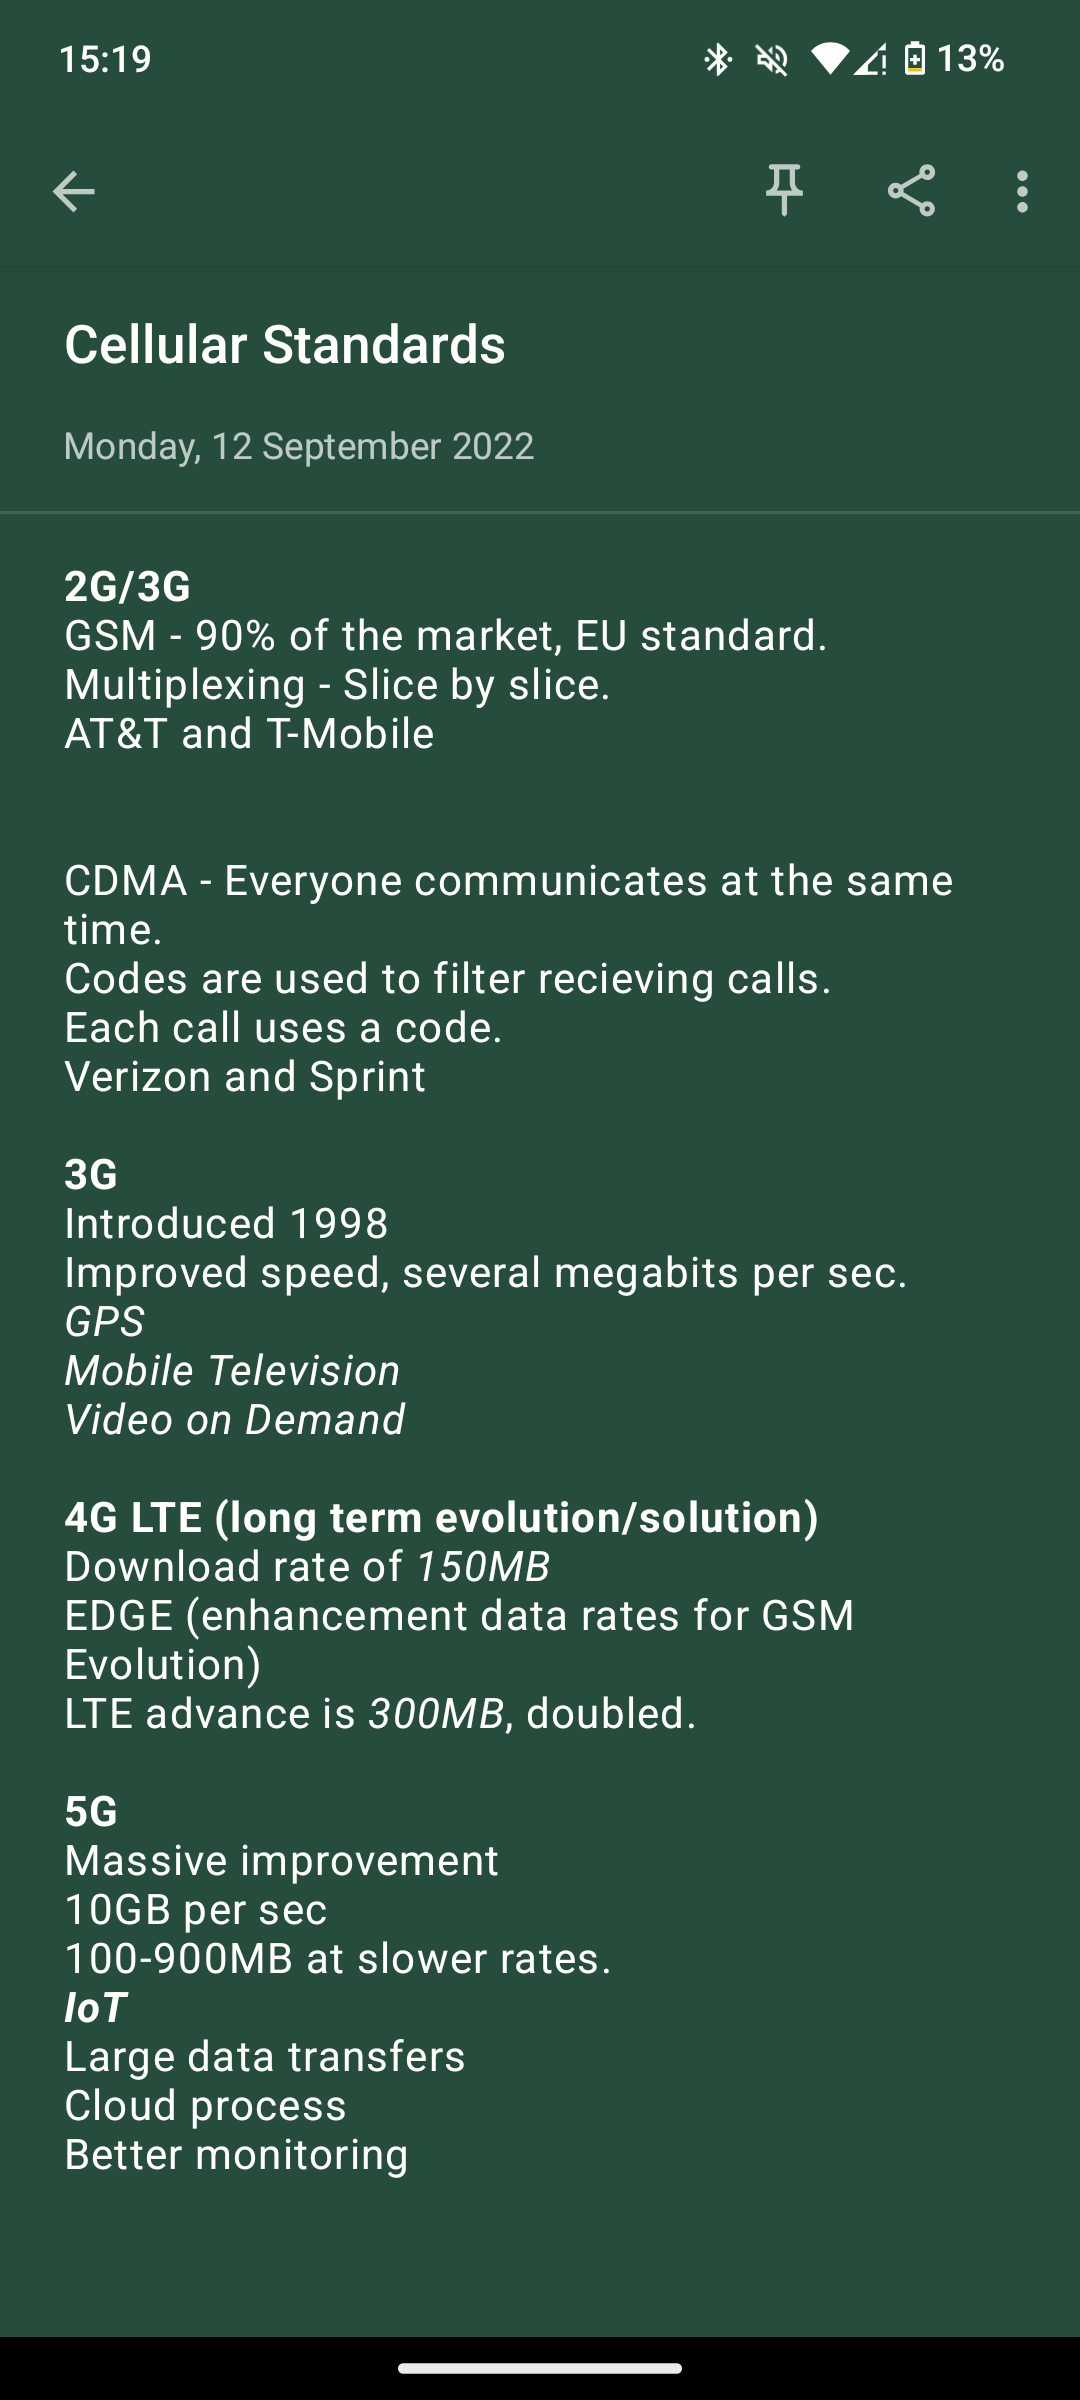 15:19
13%
Cellular Standards
Monday, 12 September 2022
2G/3G
GSM - 90% of the market, EU standard.
Multiplexing - Slice by slice.
AT&T and T-Mobile
CDMA - Everyone communicates at the same
time.
Codes are used to filter recieving calls.
Each call uses a code.
Verizon and Sprint
3G
Introduced 1998
Improved speed, several megabits per sec.
GPS
Mobile Television
Video on Demand
4G LTE (long term evolution/solution)
Download rate of 150MB
EDGE (enhancement data rates for GSM
Evolution)
LTE advance is 300MB, doubled.
5G
Massive improvement
10GB per sec
100-900MB at slower rates.
IoT
Large data transfers
Cloud process
Better monitoring